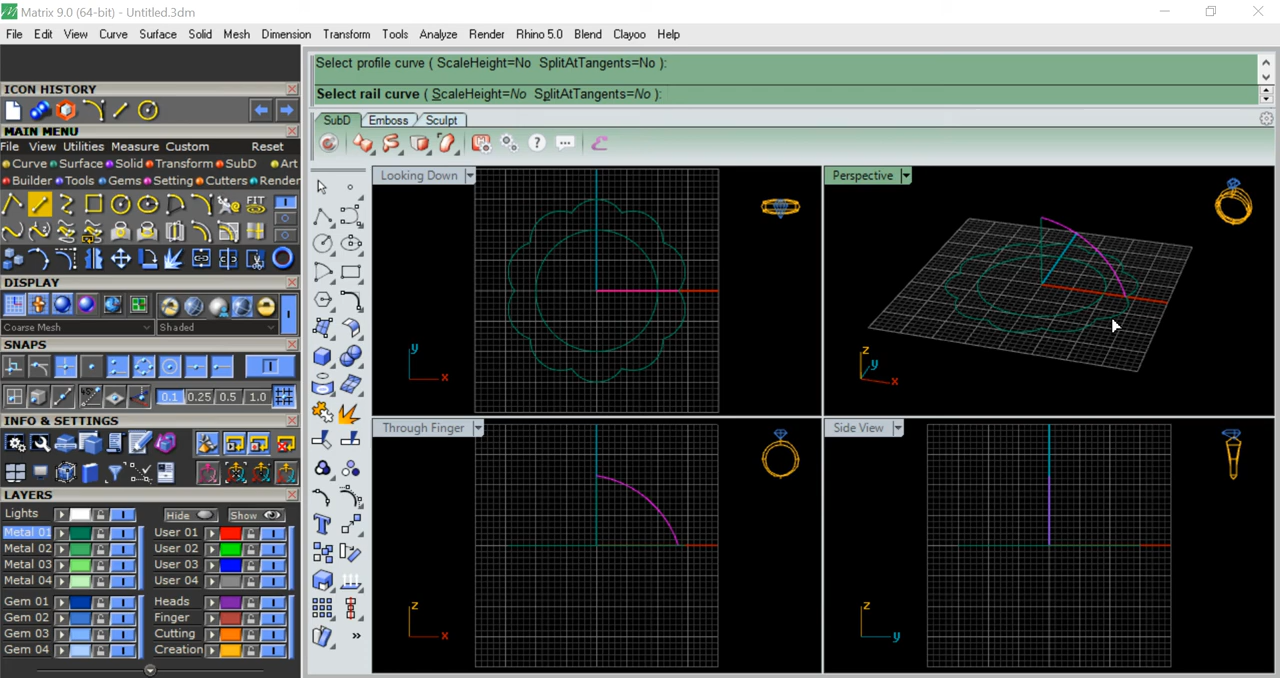 Matrix 9.0 (64-bit) - Untitled.3dm
File Edit View Curve Surface Solid Mesh Dimension Transform Tools Analyze Render Rhino 5.0 Blend Clayoo Help
Select profile curve ( ScaleHeight=No SplitAtTangents=No ):
Select rail curve ( ScaleHeight=No SplitAtTangents=No ):
ICON HISTORY
MAIN MENU
File View Utilities Measure Custom Reset
Curve Surface Solid Transform SubD Art
Builder Tools Gems Setting Cutters Render
FIT
DISPLAY
Coarse Mesh Shaded
SNAPS
0.1 0.25 0.5 1.0
INFO & SETTINGS
LAYERS
Lights Hide Show
Metal 01 User 01
Metal 02 User 02
Metal 03 User 03
Metal 04 User 04
Gem 01 Heads
Gem 02 Finger
Gem 03 Cutting
Gem 04 Creation
SubD Emboss Sculpt
Looking Down
y
x
Perspective
z
y
x
Through Finger
z
x
Side View
z
y